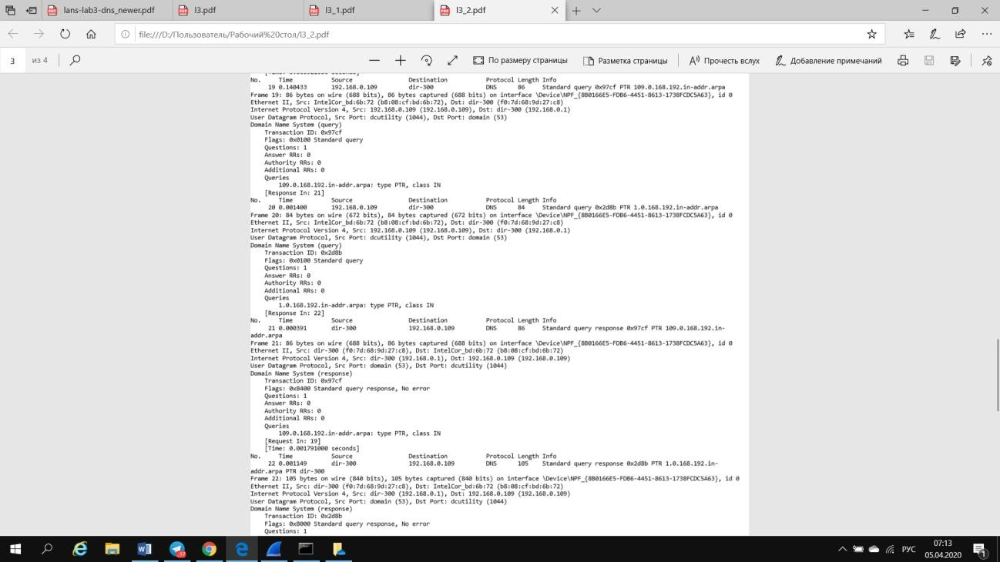 lans-lab3-dns_newer.pdf
l3.pdf
l3_1.pdf
l3_2.pdf
file:///D:/Пользователь/Рабочий%20стол/l3_2.pdf
3 из 4
По размеру страницы
Разметка страницы
Прочесть вслух
Добавление примечаний
No. Time Source Destination Protocol Length Info
19 0.140433 192.168.0.109 dir-300 DNS 86 Standard query 0x97cf PTR 109.0.168.192.in-addr.arpa
Frame 19: 86 bytes on wire (688 bits), 86 bytes captured (688 bits) on interface \Device\NPF_{8B0166E5-FDB6-4451-8613-1738FCDC5A63}, id 0
Ethernet II, Src: IntelCor_bd:6b:72 (b8:08:cf:bd:6b:72), Dst: dir-300 (f0:7d:68:9d:27:c8)
Internet Protocol Version 4, Src: 192.168.0.109 (192.168.0.109), Dst: dir-300 (192.168.0.1)
User Datagram Protocol, Src Port: dcutility (1044), Dst Port: domain (53)
Domain Name System (query)
Transaction ID: 0x97cf
Flags: 0x0100 Standard query
Questions: 1
Answer RRs: 0
Authority RRs: 0
Additional RRs: 0
Queries
109.0.168.192.in-addr.arpa: type PTR, class IN
[Response In: 21]
No. Time Source Destination Protocol Length Info
20 0.001400 192.168.0.109 dir-300 DNS 84 Standard query 0x2d8b PTR 1.0.168.192.in-addr.arpa
Frame 20: 84 bytes on wire (672 bits), 84 bytes captured (672 bits) on interface \Device\NPF_{8B0166E5-FDB6-4451-8613-1738FCDC5A63}, id 0
Ethernet II, Src: IntelCor_bd:6b:72 (b8:08:cf:bd:6b:72), Dst: dir-300 (f0:7d:68:9d:27:c8)
Internet Protocol Version 4, Src: 192.168.0.109 (192.168.0.109), Dst: dir-300 (192.168.0.1)
User Datagram Protocol, Src Port: dcutility (1044), Dst Port: domain (53)
Domain Name System (query)
Transaction ID: 0x2d8b
Flags: 0x0100 Standard query
Questions: 1
Answer RRs: 0
Authority RRs: 0
Additional RRs: 0
Queries
1.0.168.192.in-addr.arpa: type PTR, class IN
[Response In: 22]
No. Time Source Destination Protocol Length Info
21 0.000391 dir-300 192.168.0.109 DNS 86 Standard query response 0x97cf PTR 109.0.168.192.in-
addr.arpa
Frame 21: 86 bytes on wire (688 bits), 86 bytes captured (688 bits) on interface \Device\NPF_{8B0166E5-FDB6-4451-8613-1738FCDC5A63}, id 0
Ethernet II, Src: dir-300 (f0:7d:68:9d:27:c8), Dst: IntelCor_bd:6b:72 (b8:08:cf:bd:6b:72)
Internet Protocol Version 4, Src: dir-300 (192.168.0.1), Dst: 192.168.0.109 (192.168.0.109)
User Datagram Protocol, Src Port: domain (53), Dst Port: dcutility (1044)
Domain Name System (response)
Transaction ID: 0x97cf
Flags: 0x8400 Standard query response, No error
Questions: 1
Answer RRs: 0
Authority RRs: 0
Additional RRs: 0
Queries
109.0.168.192.in-addr.arpa: type PTR, class IN
[Request In: 19]
[Time: 0.001791000 seconds]
No. Time Source Destination Protocol Length Info
22 0.001149 dir-300 192.168.0.109 DNS 105 Standard query response 0x2d8b PTR 1.0.168.192.in-
addr.arpa PTR dir-300
Frame 22: 105 bytes on wire (840 bits), 105 bytes captured (840 bits) on interface \Device\NPF_{8B0166E5-FDB6-4451-8613-1738FCDC5A63}, id 0
Ethernet II, Src: dir-300 (f0:7d:68:9d:27:c8), Dst: IntelCor_bd:6b:72 (b8:08:cf:bd:6b:72)
Internet Protocol Version 4, Src: dir-300 (192.168.0.1), Dst: 192.168.0.109 (192.168.0.109)
User Datagram Protocol, Src Port: domain (53), Dst Port: dcutility (1044)
Domain Name System (response)
Transaction ID: 0x2d8b
Flags: 0x8000 Standard query response, No error
Questions: 1
97
РУС
07:13
05.04.2020
1